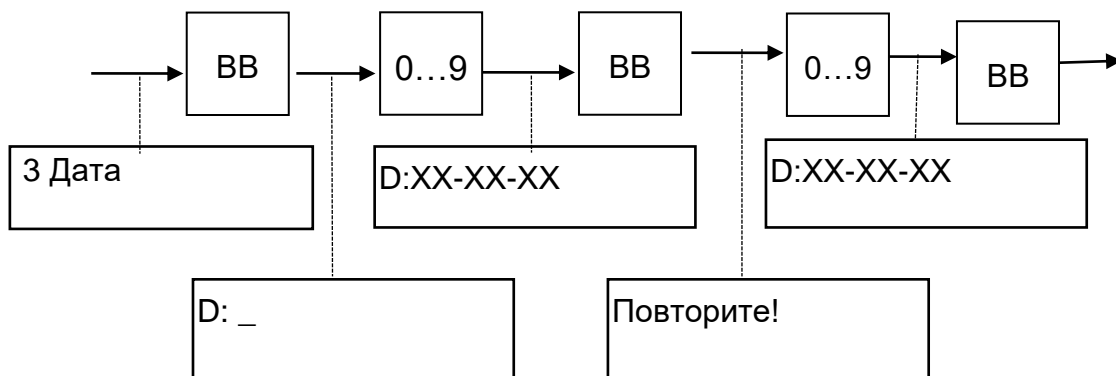 ВВ
0...9
ВВ
0...9
ВВ
3 Дата
D:XX-XX-XX
D:XX-XX-XX
D: _
Повторите!